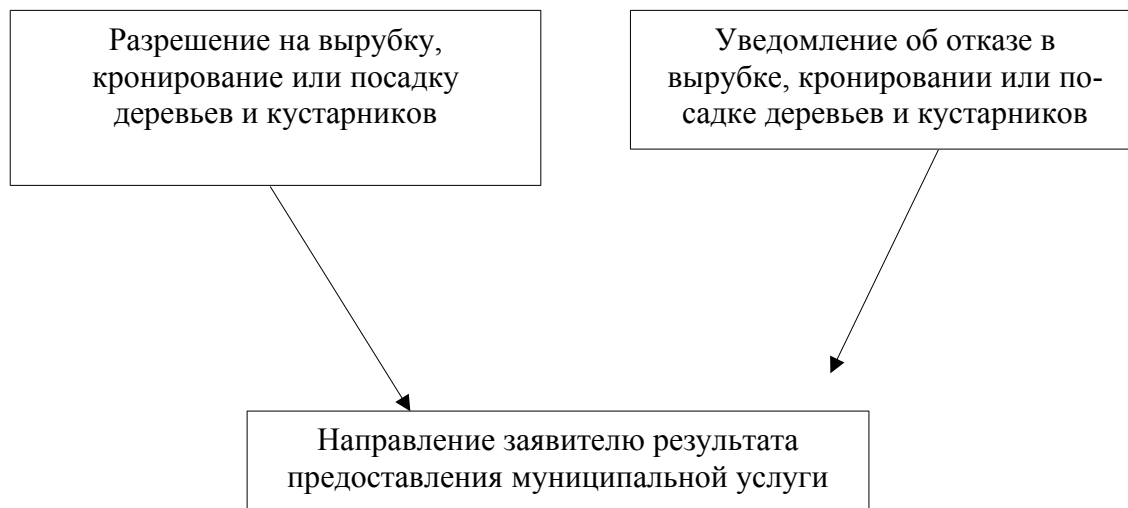 Разрешение на вырубку,
кронирование или посадку
деревьев и кустарников
Уведомление об отказе в
вырубке, кронировании или по-
садке деревьев и кустарников
Направление заявителю результата
предоставления муниципальной услуги